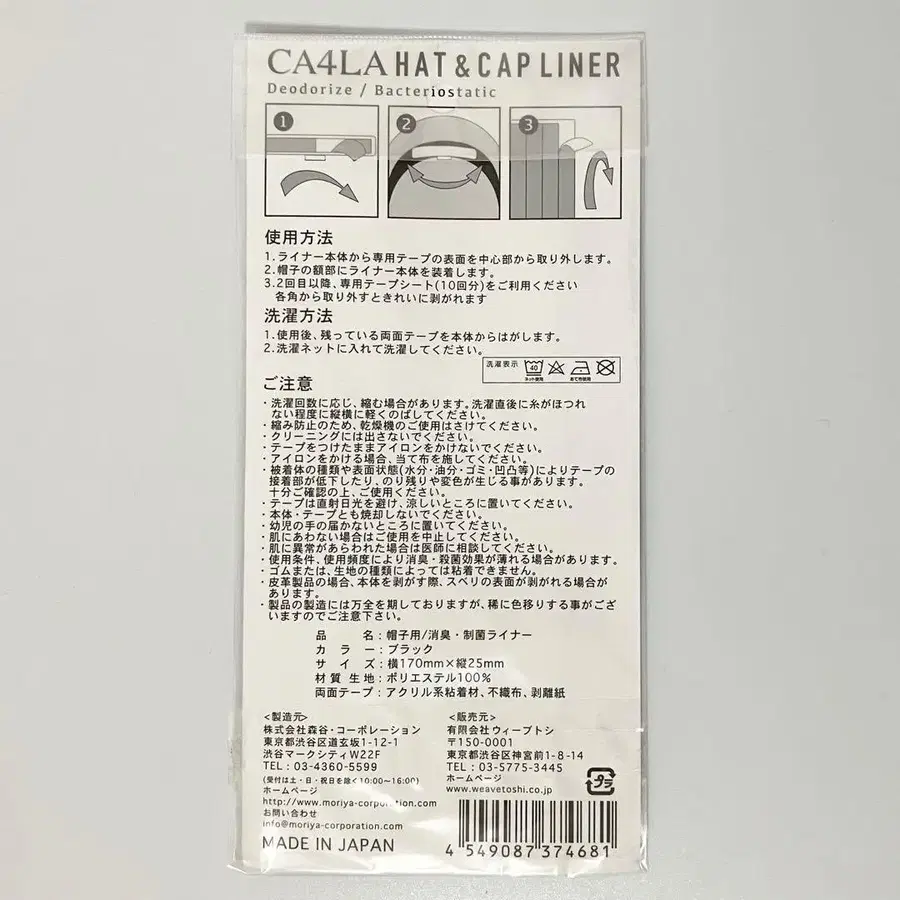 CA4LA HAT & CAP LINER
Deodorize / Bacteriostatic
1 2 3
使用方法
1.ライナー本体から専用テープの表面を中心部から取り外します。
2.帽子の額部にライナー本体を装着します。
3.2回目以降、専用テープシート(10回分)をご利用ください
各角から取り外すときれいに剥がれます
洗濯方法
1.使用後、残っている両面テープを本体からはがします。
2.洗濯ネットに入れて洗濯してください。
洗濯表示 40 ネット使用 あて布使用
ご注意
・洗濯回数に応じ、縮む場合があります。洗濯直後に糸がほつれ
ない程度に縦横に軽くのばしてください。
・縮み防止のため、乾燥機のご使用はさけてください。
・クリーニングには出さないでください。
・テープをつけたままアイロンをかけないでください。
・アイロンをかける場合、当て布を施してください。
・被着体の種類や表面状態(水分・油分・ゴミ・凹凸等)によりテープの
接着部が低下したり、のり残りや変色が生じる事があります。
十分ご確認の上、ご使用ください。
・テープは直射日光を避け、涼しいところに置いてください。
・本体・テープとも焼却しないでください。
・幼児の手の届かないところに置いてください。
・肌にあわない場合はご使用を中止してください。
・肌に異常があらわれた場合は医師に相談してください。
・使用条件、使用頻度により消臭・殺菌効果が薄れる場合があります。
・ゴムまたは、生地の種類によっては粘着できません。
・皮革製品の場合、本体を剥がす際、スベリの表面が剥がれる場合が
あります。
・製品の製造には万全を期しておりますが、稀に色移りする事がござ
いますのでご注意下さい。
品 名：帽子用/消臭・制菌ライナー
カ ラ ー：ブラック
サ イ ズ：横170mm×縦25mm
材 質 生 地：ポリエステル100%
両面テープ：アクリル系粘着材、不織布、剥離紙
<製造元>
株式会社森谷・コーポレーション
東京都渋谷区道玄坂1-12-1
渋谷マークシティW22F
TEL : 03-4360-5599
(受付は土・日・祝日を除く10:00〜16:00)
ホームページ
http://www.moriya-corporation.com
お問い合わせ
info@moriya-corporation.com
MADE IN JAPAN
<販売元>
有限会社ウィーブトシ
〒150-0001
東京都渋谷区神宮前1-8-14
TEL : 03-5775-3445
ホームページ
www.weavetoshi.co.jp
プラ
4 549087 374681